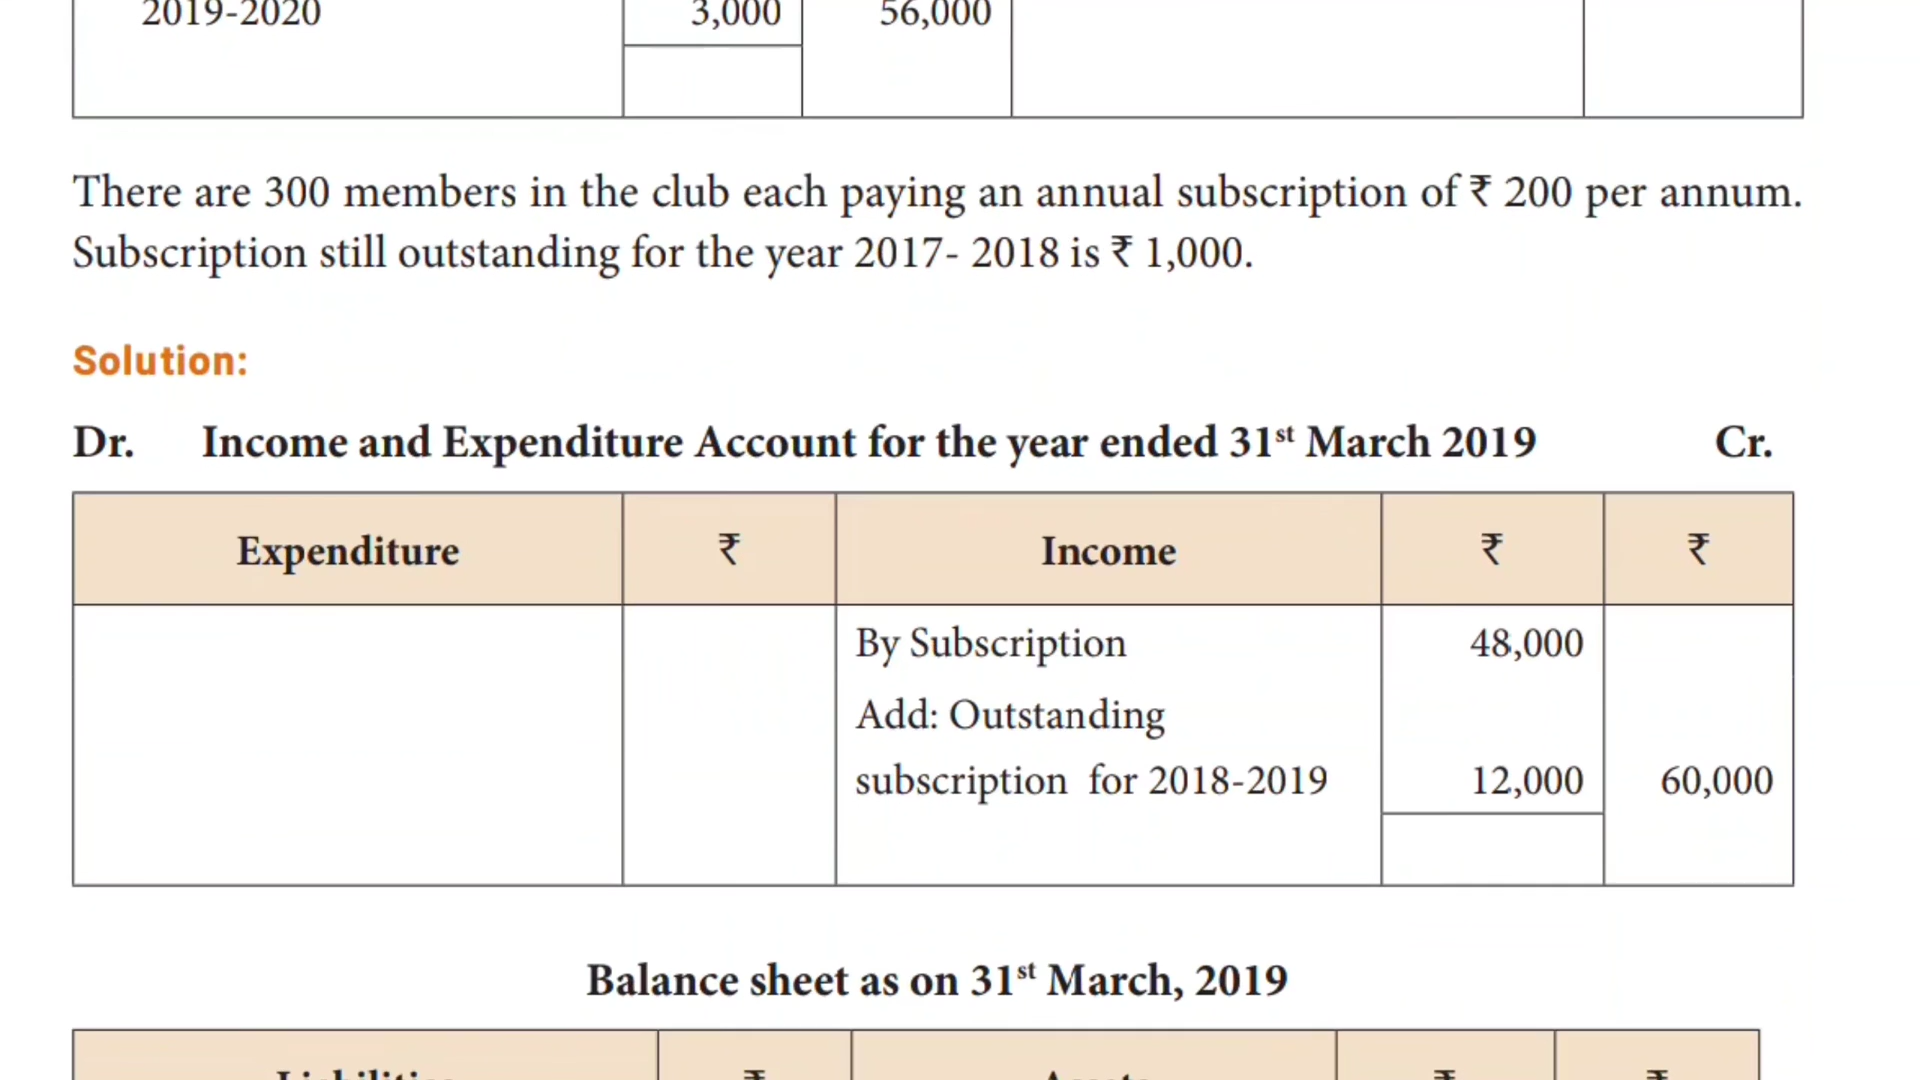 2019-2020 3,000 56,000
There are 300 members in the club each paying an annual subscription of ₹ 200 per annum.
Subscription still outstanding for the year 2017- 2018 is ₹ 1,000.
Solution:
Dr. Income and Expenditure Account for the year ended 31st March 2019 Cr.
Expenditure ₹ Income ₹ ₹
By Subscription 48,000
Add: Outstanding
subscription for 2018-2019 12,000 60,000
Balance sheet as on 31st March, 2019
Liabilities ₹ Assets ₹ ₹